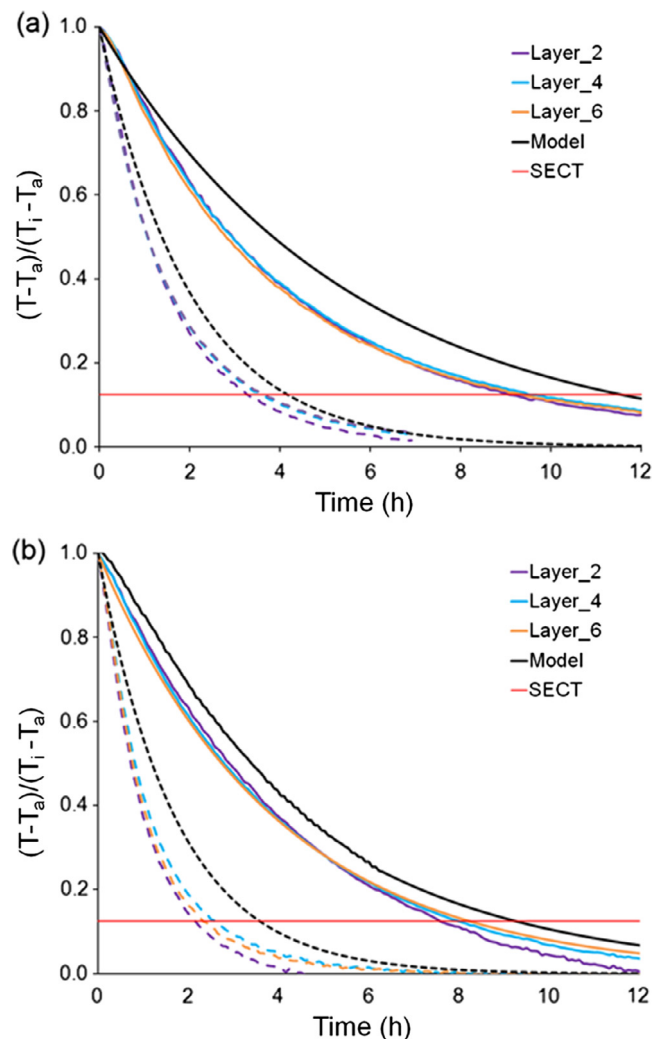 (a)
1.0
0.8
0.6
0.4
0.2
0.0
(T-Tₐ)/(Tᵢ-Tₐ)
Layer_2
Layer_4
Layer_6
Model
SECT
0 2 4 6 8 10 12
Time (h)
(b)
1.0
0.8
0.6
0.4
0.2
0.0
(T-Tₐ)/(Tᵢ-Tₐ)
Layer_2
Layer_4
Layer_6
Model
SECT
0 2 4 6 8 10 12
Time (h)